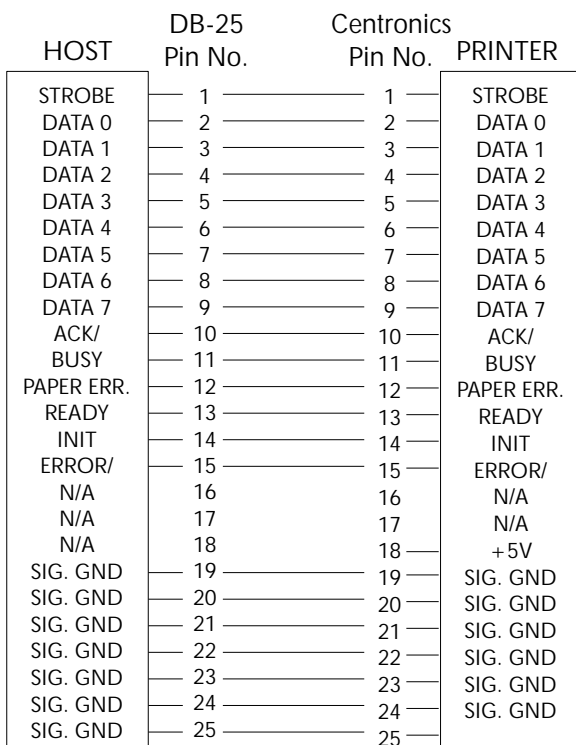 DB-25 Centronics
HOST Pin No. Pin No. PRINTER
STROBE 1 1 STROBE
DATA 0 2 2 DATA 0
DATA 1 3 3 DATA 1
DATA 2 4 4 DATA 2
DATA 3 5 5 DATA 3
DATA 4 6 6 DATA 4
DATA 5 7 7 DATA 5
DATA 6 8 8 DATA 6
DATA 7 9 9 DATA 7
ACK/ 10 10 ACK/
BUSY 11 11 BUSY
PAPER ERR. 12 12 PAPER ERR.
READY 13 13 READY
INIT 14 14 INIT
ERROR/ 15 15 ERROR/
N/A 16 16 N/A
N/A 17 17 N/A
N/A 18 18 +5V
SIG. GND 19 19 SIG. GND
SIG. GND 20 20 SIG. GND
SIG. GND 21 21 SIG. GND
SIG. GND 22 22 SIG. GND
SIG. GND 23 23 SIG. GND
SIG. GND 24 24 SIG. GND
SIG. GND 25 25